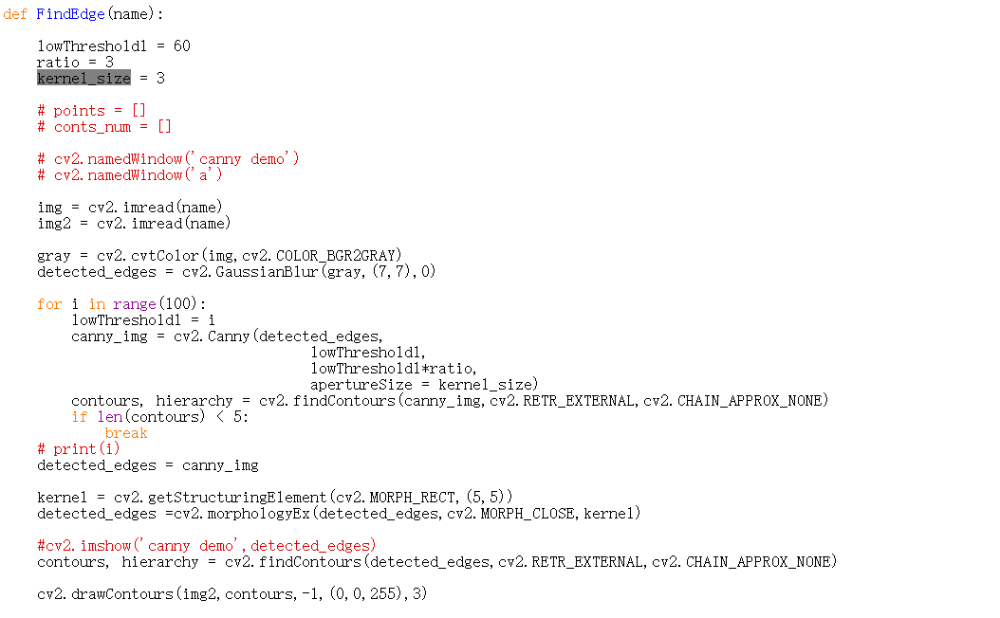 def FindEdge(name):
    lowThreshold1 = 60
    ratio = 3
    kernel_size = 3
    # points = []
    # conts_num = []
    # cv2.namedWindow('canny demo')
    # cv2.namedWindow('a')
    img = cv2.imread(name)
    img2 = cv2.imread(name)
    gray = cv2.cvtColor(img,cv2.COLOR_BGR2GRAY)
    detected_edges = cv2.GaussianBlur(gray,(7,7),0)
    for i in range(100):
        lowThreshold1 = i
        canny_img = cv2.Canny(detected_edges,
                                lowThreshold1,
                                lowThreshold1*ratio,
                                apertureSize = kernel_size)
        contours, hierarchy = cv2.findContours(canny_img,cv2.RETR_EXTERNAL,cv2.CHAIN_APPROX_NONE)
        if len(contours) < 5:
            break
    # print(i)
    detected_edges = canny_img
    kernel = cv2.getStructuringElement(cv2.MORPH_RECT,(5,5))
    detected_edges =cv2.morphologyEx(detected_edges,cv2.MORPH_CLOSE,kernel)
    #cv2.imshow('canny demo',detected_edges)
    contours, hierarchy = cv2.findContours(detected_edges,cv2.RETR_EXTERNAL,cv2.CHAIN_APPROX_NONE)
    cv2.drawContours(img2,contours,-1,(0,0,255),3)